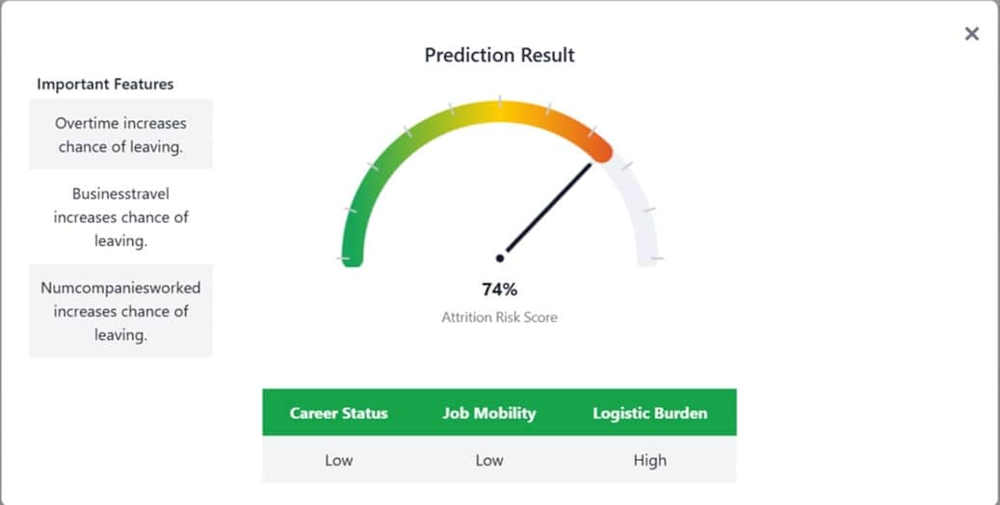 Prediction Result
Important Features
Overtime increases
chance of leaving.
Businesstravel
increases chance of
leaving.
Numcompaniesworked
increases chance of
leaving.
74%
Attrition Risk Score
Career Status Job Mobility Logistic Burden
Low Low High